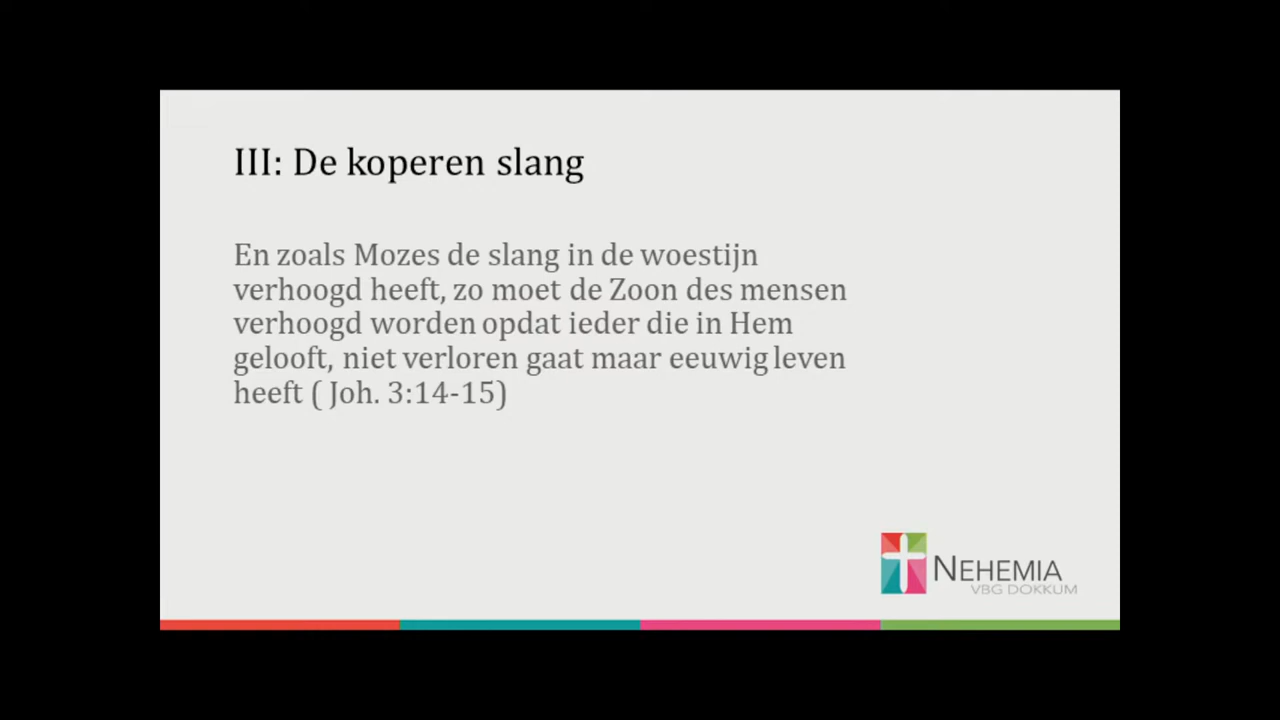 III: De koperen slang
En zoals Mozes de slang in de woestijn
verhoogd heeft, zo moet de Zoon des mensen
verhoogd worden opdat ieder die in Hem
gelooft, niet verloren gaat maar eeuwig leven
heeft ( Joh. 3:14-15)
NEHEMIA
VBG DOKKUM